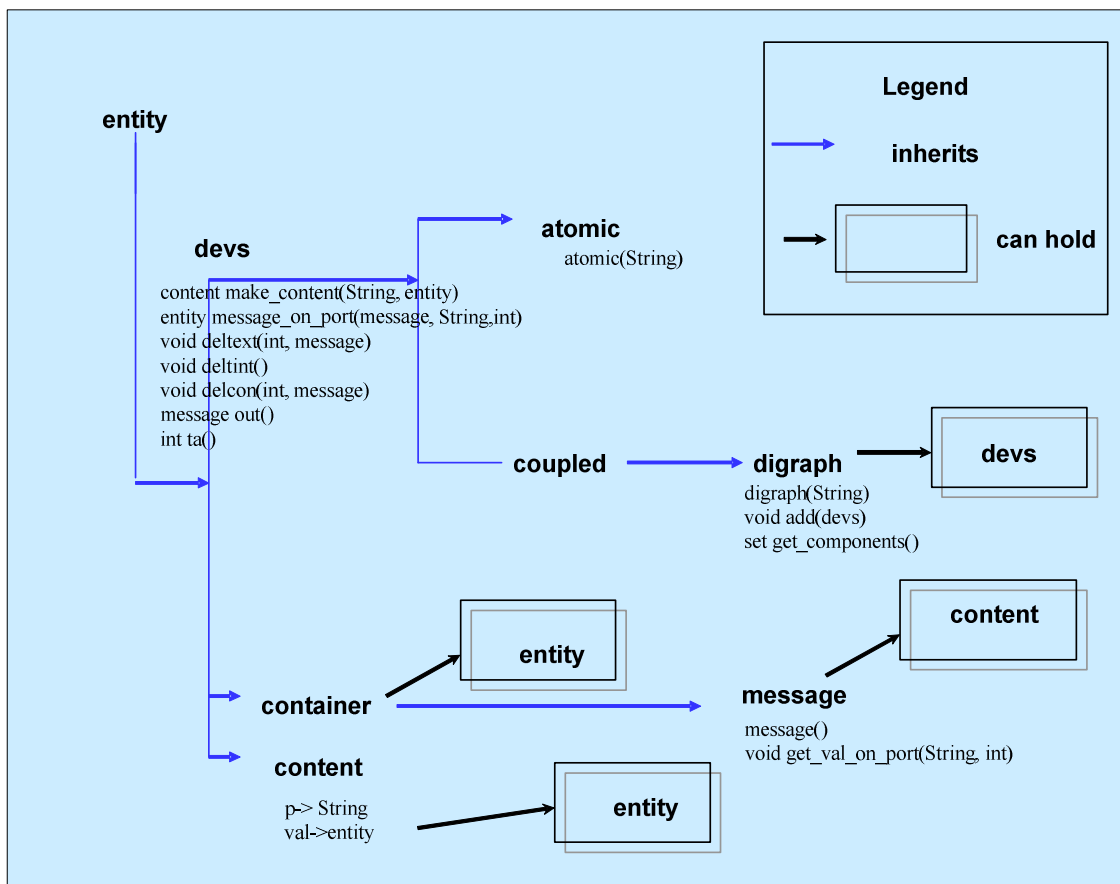 Legend
entity
inherits
atomic
atomic(String)
can hold
devs
content make_content(String, entity)
entity message_on_port(message, String,int)
void deltext(int, message)
void deltint()
void delcon(int, message)
message out()
int ta()
coupled
digraph
devs
digraph(String)
void add(devs)
set get_components()
entity
content
container
message
message()
void get_val_on_port(String, int)
content
p-> String
val->entity
entity